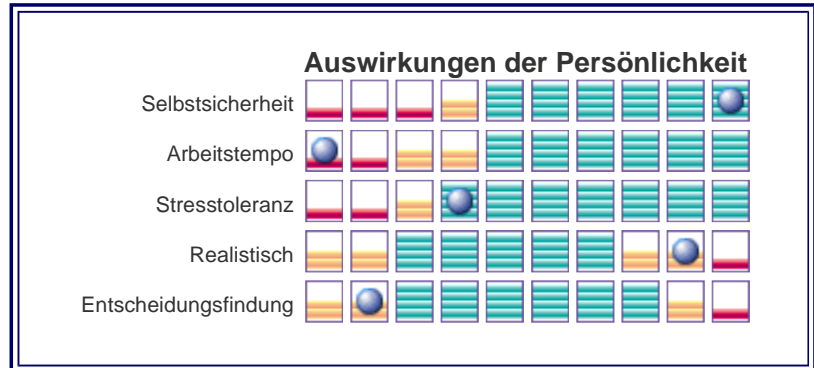 Auswirkungen der Persönlichkeit
Selbstsicherheit
Arbeitstempo
Stresstoleranz
Realistisch
Entscheidungsfindung